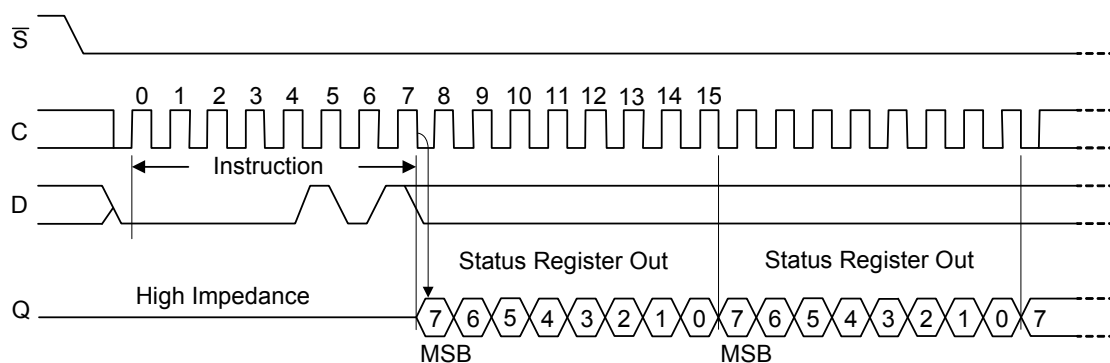 S
0 1 2 3 4 5 6 7 8 9 10 11 12 13 14 15
C
Instruction
D
Status Register Out Status Register Out
High Impedance
Q 7 6 5 4 3 2 1 0 7 6 5 4 3 2 1 0 7
MSB MSB